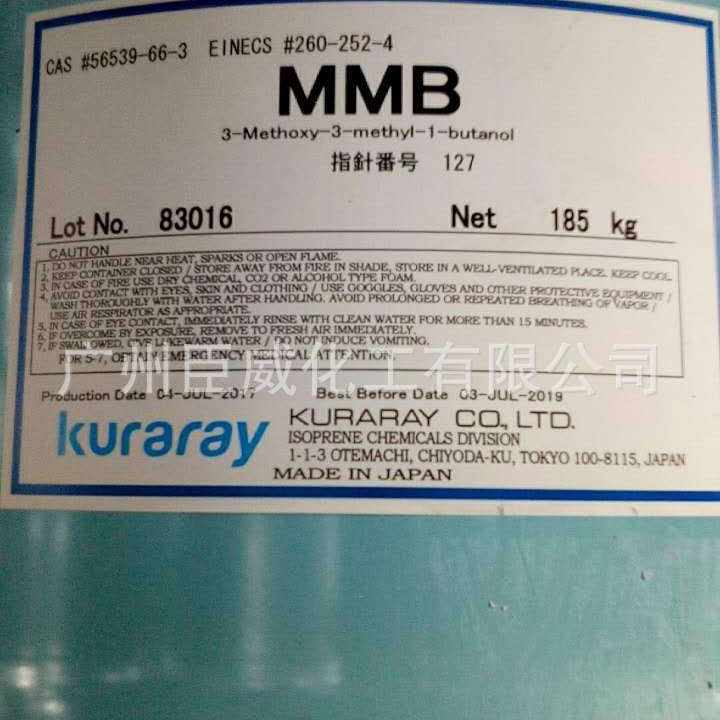 CAS #56539-66-3 EINECS #260-252-4
MMB
3-Methoxy-3-methyl-1-butanol
指針番号 127
Lot No. 83016 Net 185 kg
CAUTION
1. DO NOT HANDLE NEAR HEAT, SPARKS OR OPEN FLAME.
2. KEEP CONTAINER CLOSED / STORE AWAY FROM FIRE IN SHADE, STORE IN A WELL-VENTILATED PLACE. KEEP COOL.
3. IN CASE OF FIRE USE DRY CHEMICAL, CO2 OR ALCOHOL TYPE FOAM.
4. AVOID CONTACT WITH EYES, SKIN AND CLOTHING / USE GOGGLES, GLOVES AND OTHER PROTECTIVE EQUIPMENT /
WASH THOROUGHLY WITH WATER AFTER HANDLING. AVOID PROLONGED OR REPEATED BREATHING OF VAPOR /
USE AIR RESPIRATOR AS APPROPRIATE.
5. IN CASE OF EYE CONTACT, IMMEDIATELY RINSE WITH CLEAN WATER FOR MORE THAN 15 MINUTES.
6. IF OVERCOME BY EXPOSURE, REMOVE TO FRESH AIR IMMEDIATELY.
7. IF SWALLOWED, GIVE LUKEWARM WATER / DO NOT INDUCE VOMITING.
FOR 5-7, OBTAIN EMERGENCY MEDICAL ATTENTION.
广州臣威化工有限公司
Production Date 04-JUL-2017 Best Before Date 03-JUL-2019
kuraray
KURARAY CO., LTD.
ISOPRENE CHEMICALS DIVISION
1-1-3 OTEMACHI, CHIYODA-KU, TOKYO 100-8115, JAPAN
MADE IN JAPAN